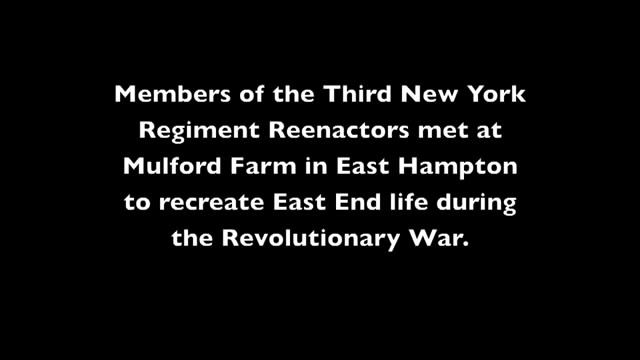 Members of the Third New York
Regiment Reenactors met at
Mulford Farm in East Hampton
to recreate East End life during
the Revolutionary War.